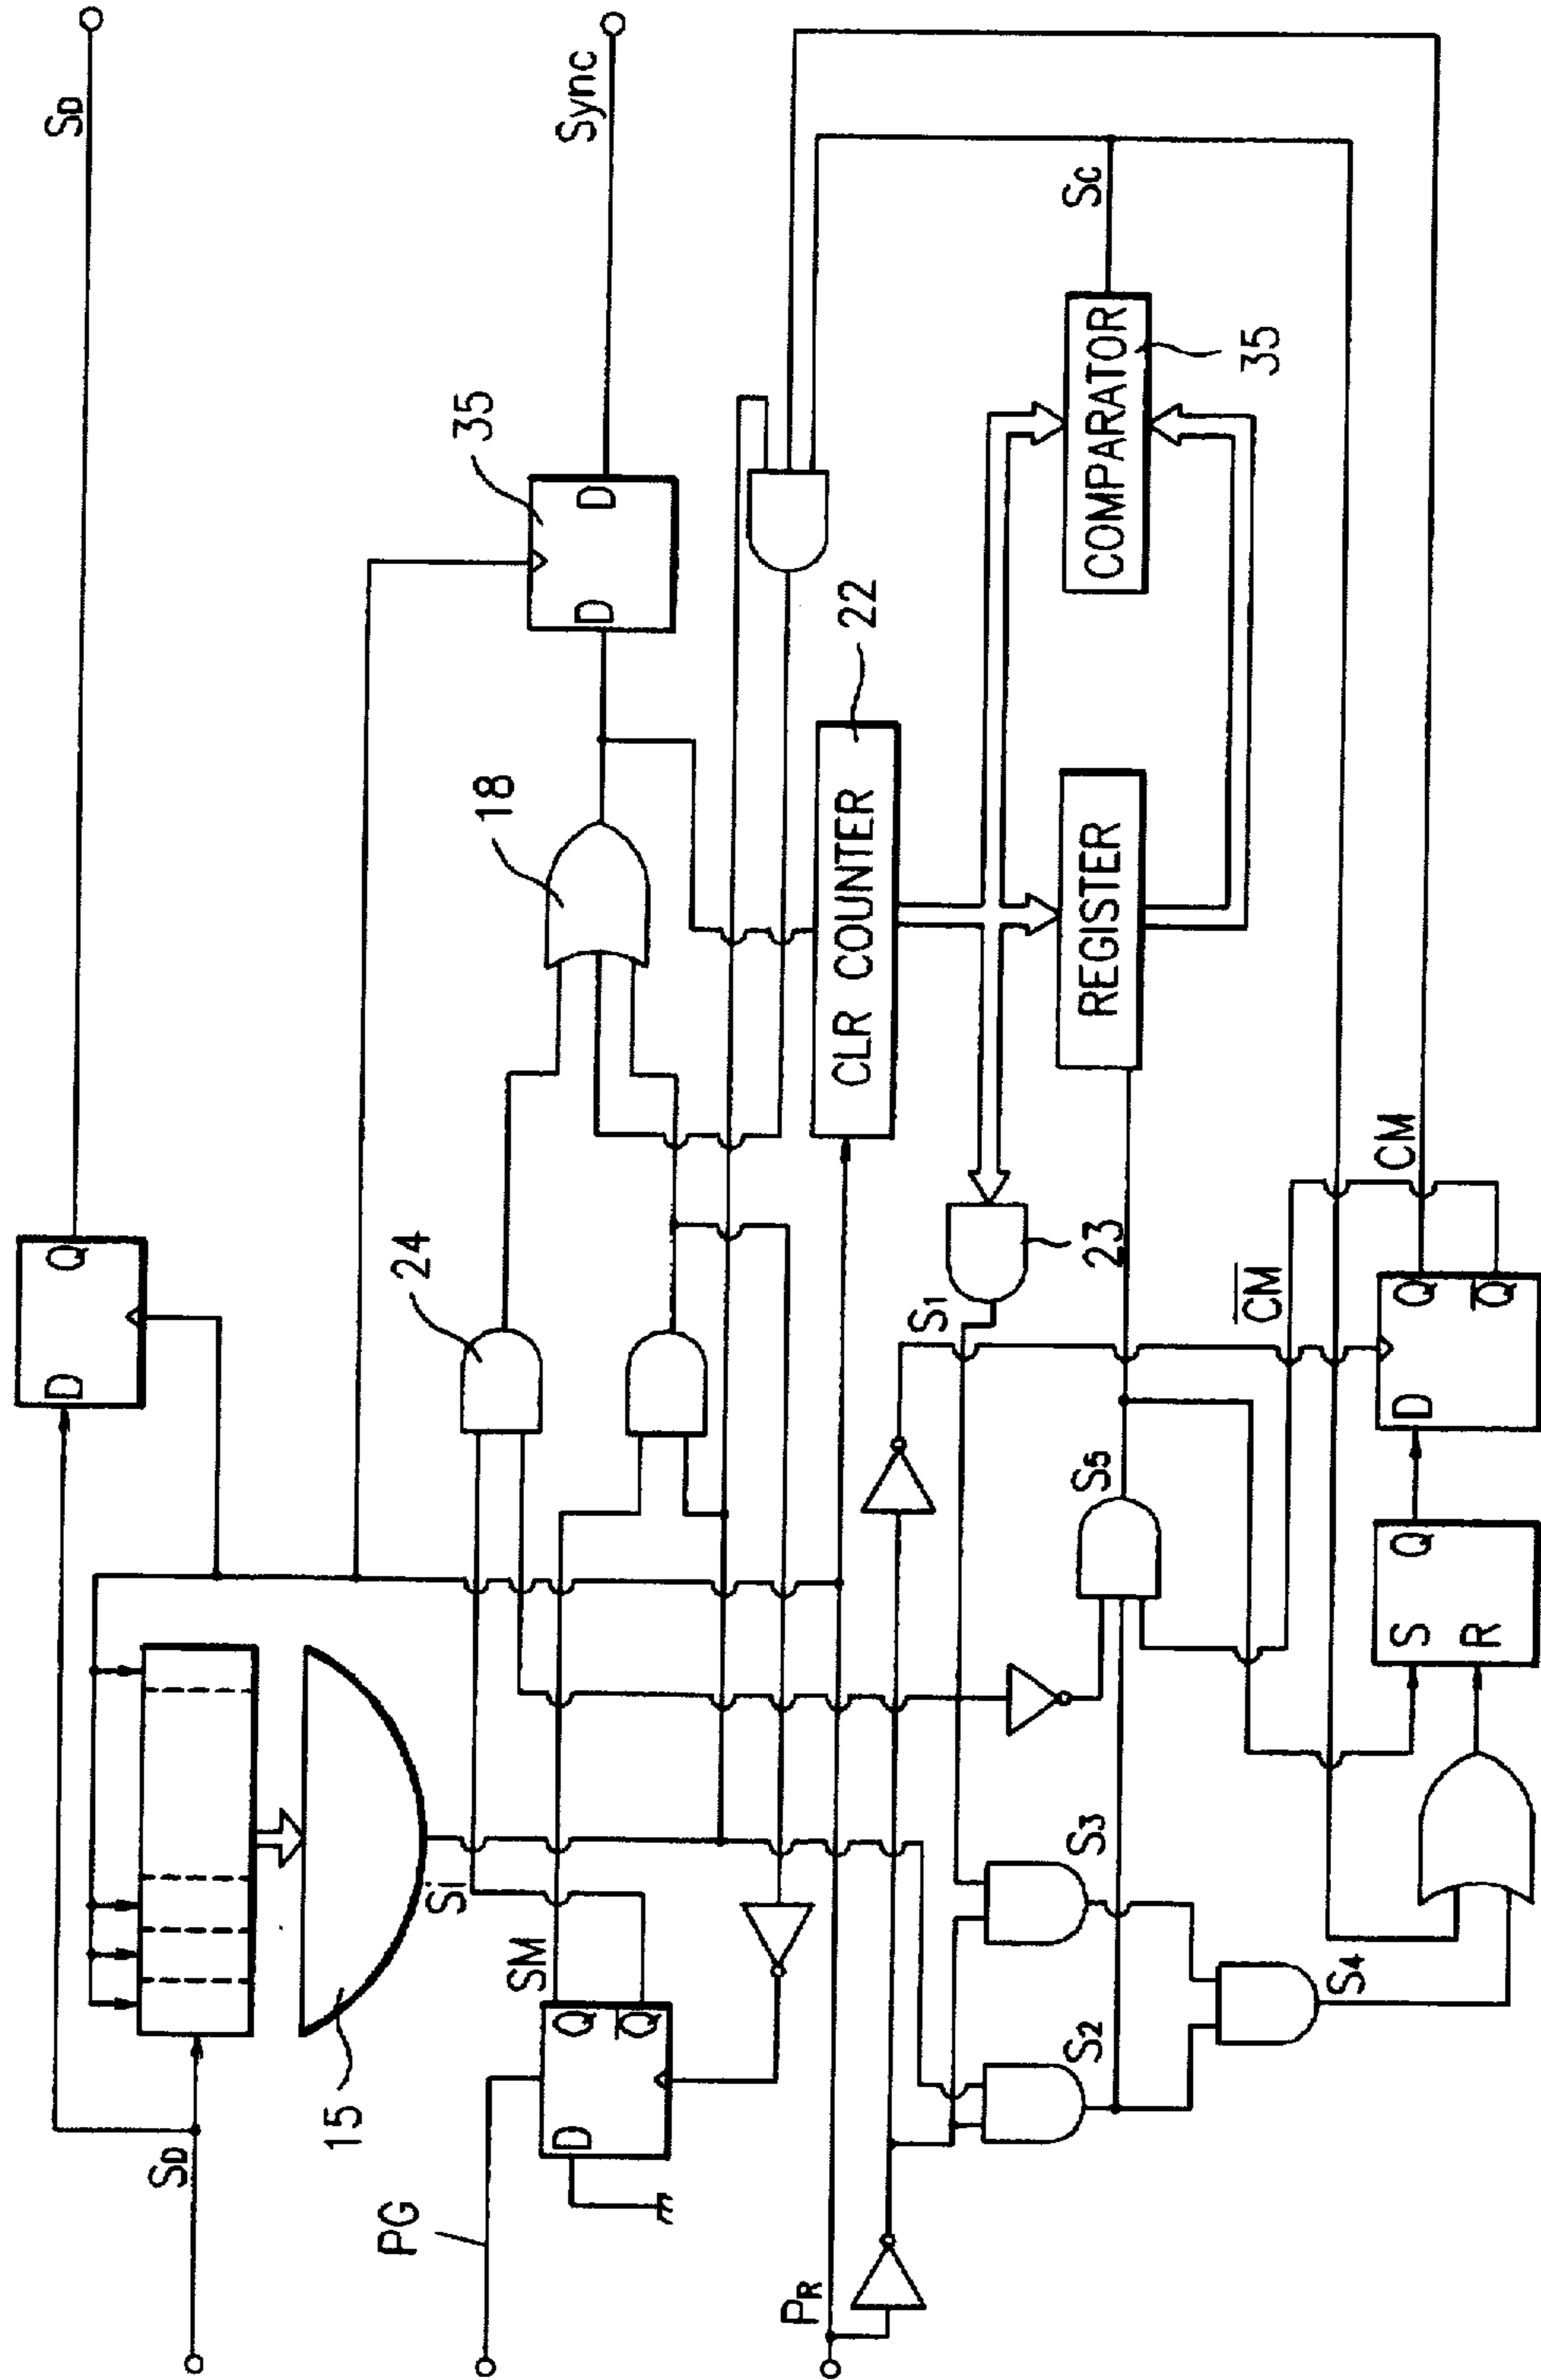 SD
SD
D Q
15
Si
PG
D Q
Q
SM
24
18
35
D D
Sync
PR
CLR COUNTER
22
S1
23
REGISTER
COMPARATOR
35
SC
S2
S3
S4
S5
CM
CM
S Q
R
D Q
Q